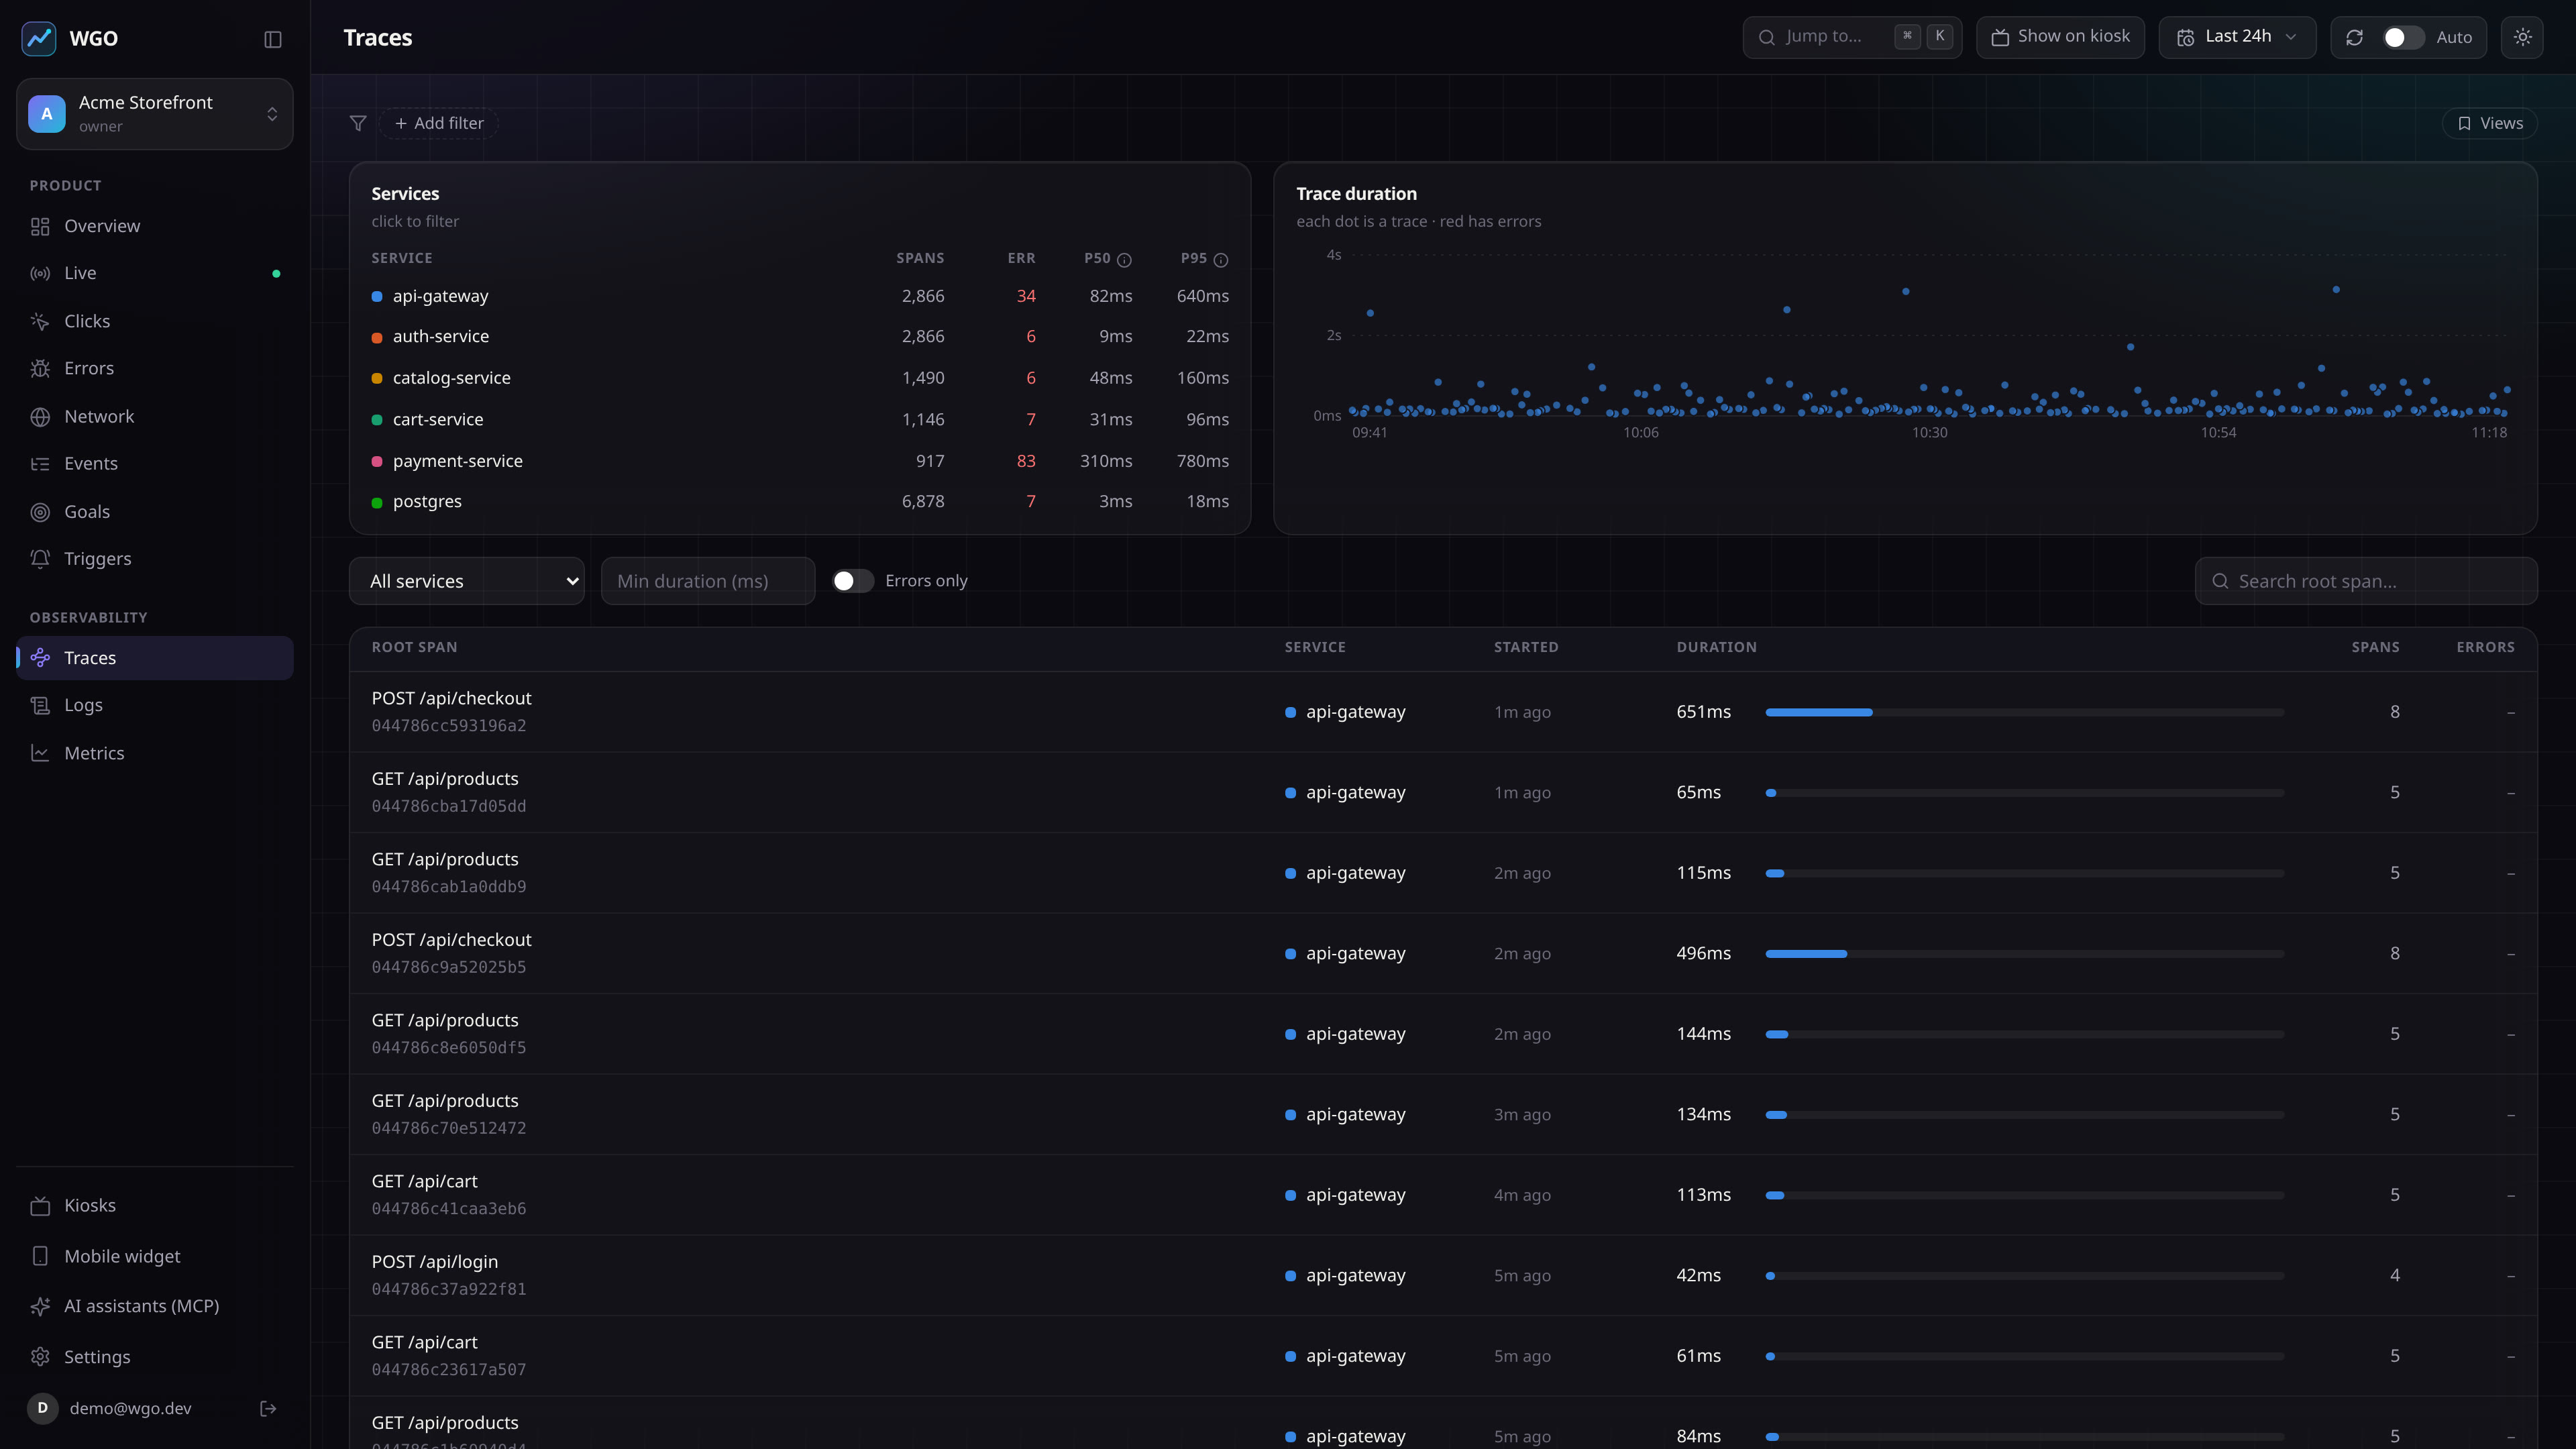 WGO
Acme Storefront
owner
PRODUCT
Overview
Live
Clicks
Errors
Network
Events
Goals
Triggers
OBSERVABILITY
Traces
Logs
Metrics
Kiosks
Mobile widget
AI assistants (MCP)
Settings
D demo@wgo.dev
Traces
Jump to... ⌘ K
Show on kiosk
Last 24h
Auto
+ Add filter
Views
Services
click to filter
SERVICE SPANS ERR P50 P95
api-gateway 2,866 34 82ms 640ms
auth-service 2,866 6 9ms 22ms
catalog-service 1,490 6 48ms 160ms
cart-service 1,146 7 31ms 96ms
payment-service 917 83 310ms 780ms
postgres 6,878 7 3ms 18ms
Trace duration
each dot is a trace · red has errors
4s
2s
0ms
09:41 10:06 10:30 10:54 11:18
All services
Min duration (ms)
Errors only
Search root span...
ROOT SPAN SERVICE STARTED DURATION SPANS ERRORS
POST /api/checkout
044786cc593196a2
api-gateway 1m ago 651ms 8 –
GET /api/products
044786cba17d05dd
api-gateway 1m ago 65ms 5 –
GET /api/products
044786cab1a0ddb9
api-gateway 2m ago 115ms 5 –
POST /api/checkout
044786c9a52025b5
api-gateway 2m ago 496ms 8 –
GET /api/products
044786c8e6050df5
api-gateway 2m ago 144ms 5 –
GET /api/products
044786c70e512472
api-gateway 3m ago 134ms 5 –
GET /api/cart
044786c41caa3eb6
api-gateway 4m ago 113ms 5 –
POST /api/login
044786c37a922f81
api-gateway 5m ago 42ms 4 –
GET /api/cart
044786c23617a507
api-gateway 5m ago 61ms 5 –
GET /api/products
api-gateway 5m ago 84ms 5 –